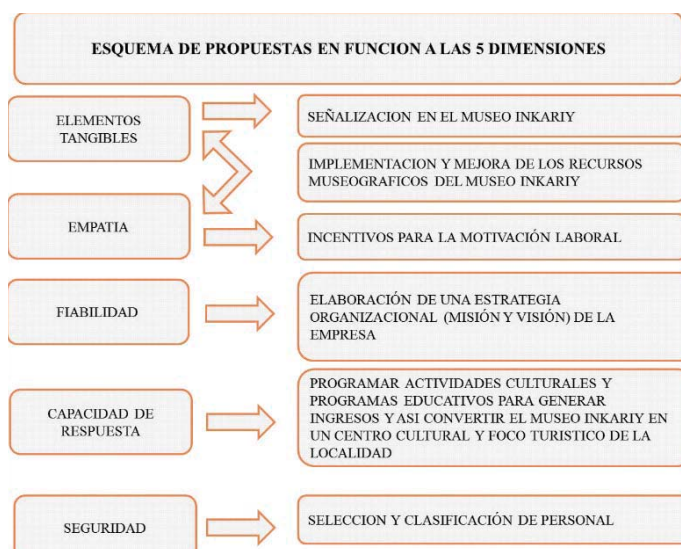 ESQUEMA DE PROPUESTAS EN FUNCION A LAS 5 DIMENSIONES
ELEMENTOS
TANGIBLES
SEÑALIZACION EN EL MUSEO INKARIY
IMPLEMENTACION Y MEJORA DE LOS RECURSOS
MUSEOGRAFICOS DEL MUSEO INKARIY
EMPATIA
INCENTIVOS PARA LA MOTIVACIÓN LABORAL
FIABILIDAD
ELABORACIÓN DE UNA ESTRATEGIA
ORGANIZACIONAL (MISIÓN Y VISIÓN) DE LA
EMPRESA
CAPACIDAD DE
RESPUESTA
PROGRAMAR ACTIVIDADES CULTURALES Y
PROGRAMAS EDUCATIVOS PARA GENERAR
INGRESOS Y ASI CONVERTIR EL MUSEO INKARIY EN
UN CENTRO CULTURAL Y FOCO TURISTICO DE LA
LOCALIDAD
SEGURIDAD
SELECCION Y CLASIFICACIÓN DE PERSONAL